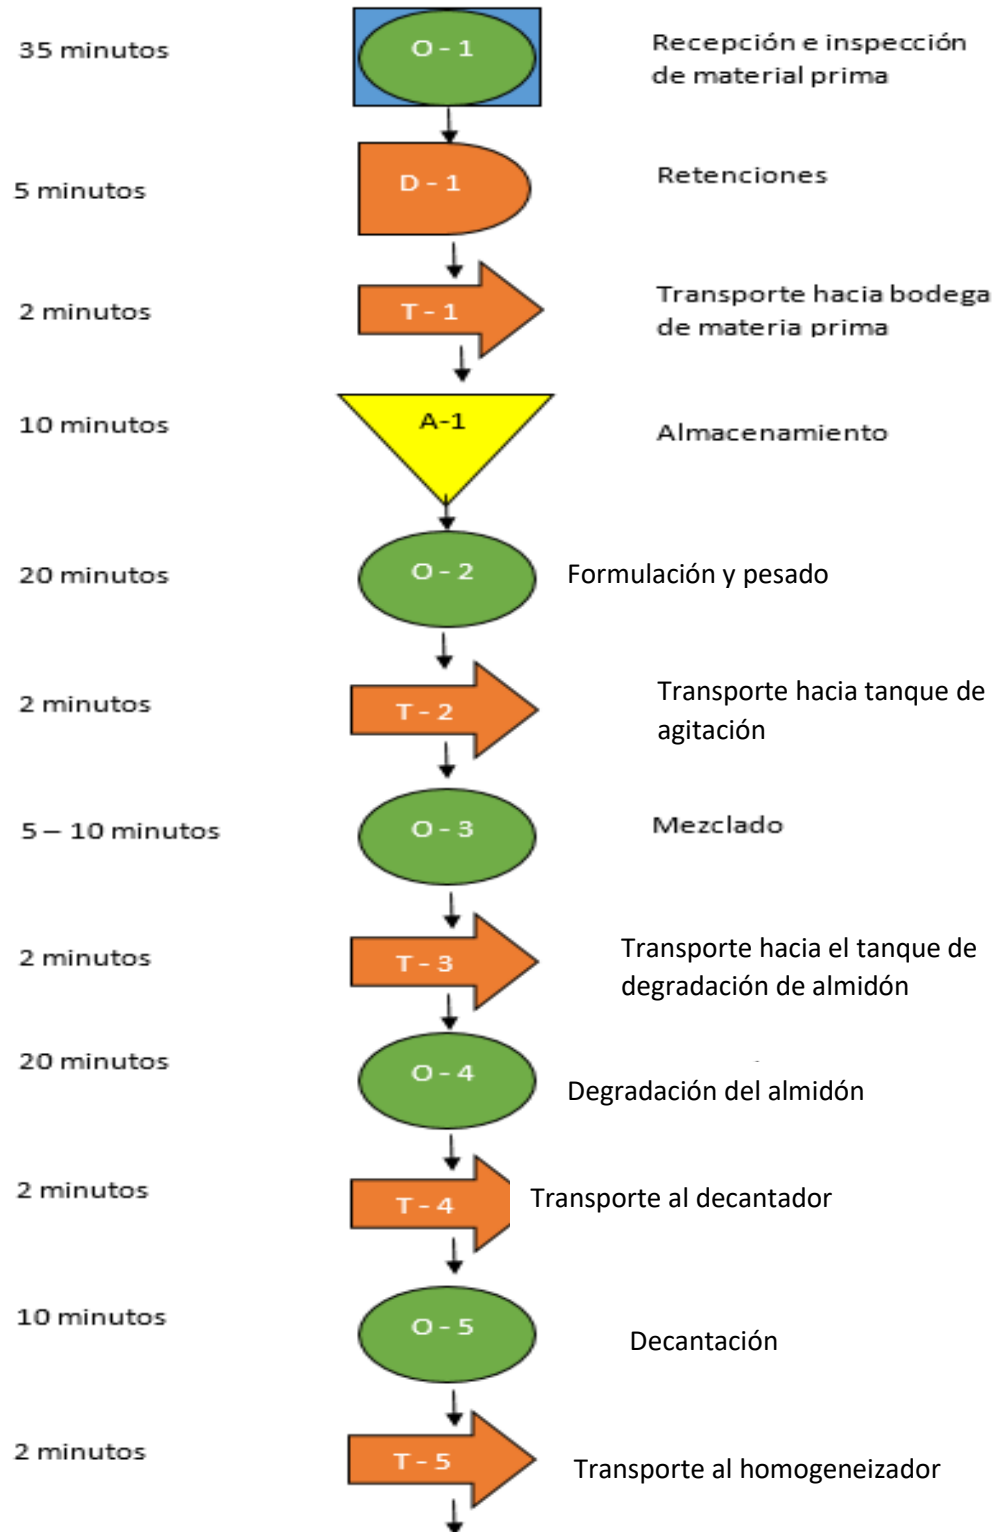 35 minutos
O - 1
Recepción e inspección
de material prima
5 minutos
D - 1
Retenciones
2 minutos
T - 1
Transporte hacia bodega
de materia prima
10 minutos
A-1
Almacenamiento
20 minutos
O - 2
Formulación y pesado
2 minutos
T - 2
Transporte hacia tanque de
agitación
5 – 10 minutos
O - 3
Mezclado
2 minutos
T - 3
Transporte hacia el tanque de
degradación de almidón
20 minutos
O - 4
Degradación del almidón
2 minutos
T - 4
Transporte al decantador
10 minutos
O - 5
Decantación
2 minutos
T - 5
Transporte al homogeneizador